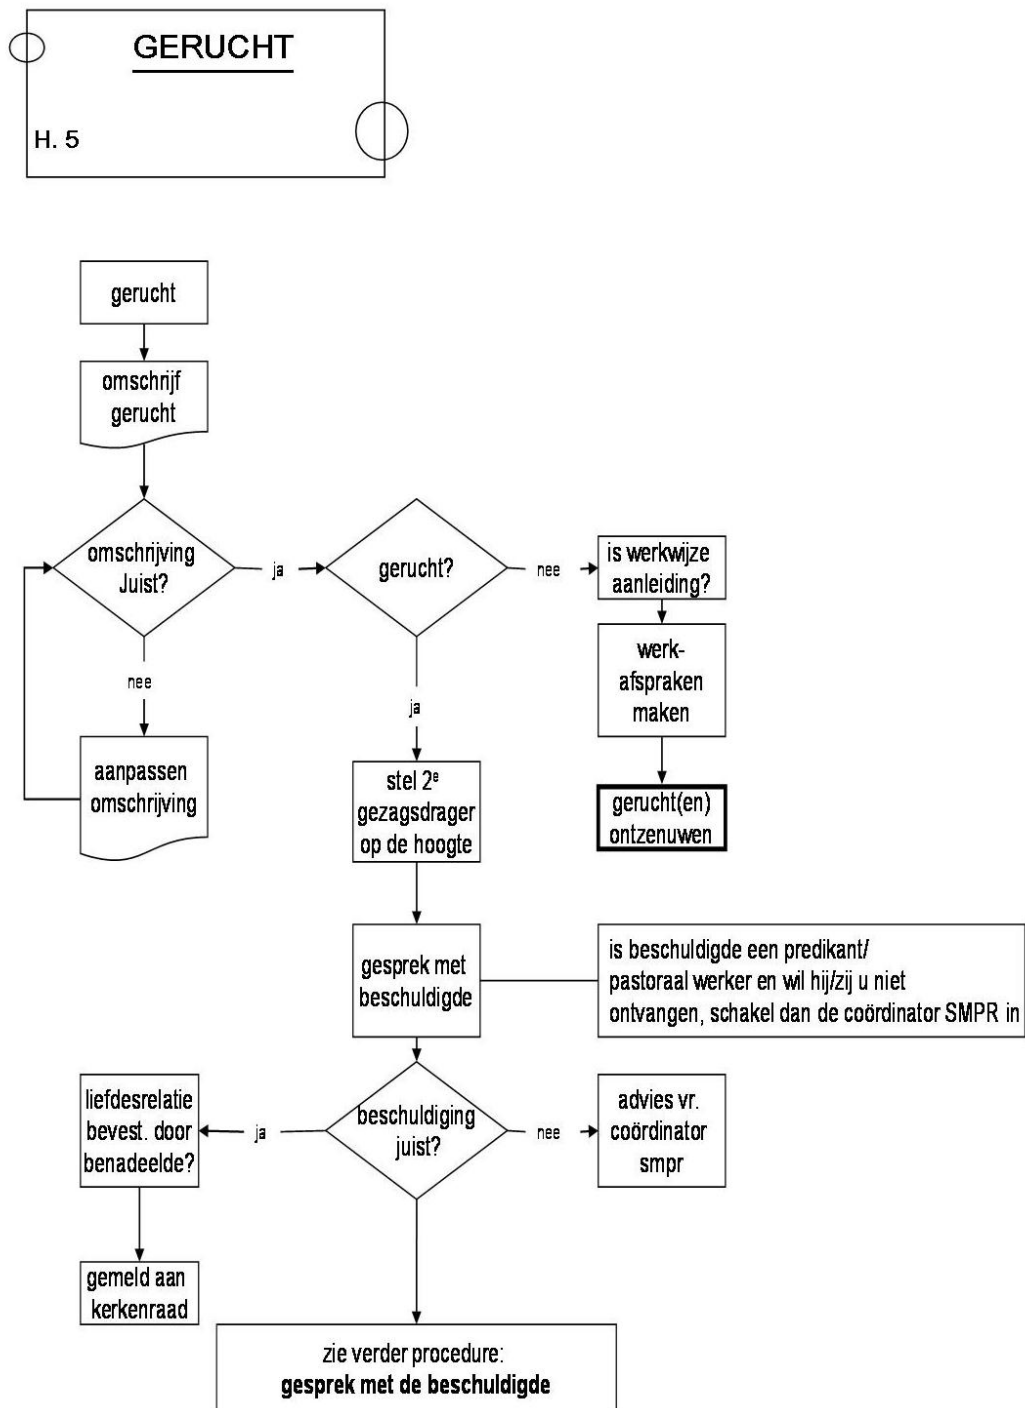 GERUCHT
H. 5
gerucht
omschrijf
gerucht
omschrijving
Juist?
ja
gerucht?
nee
is werkwijze
aanleiding?
werk-
afspraken
maken
gerucht(en)
ontzenuwen
nee
aanpassen
omschrijving
ja
stel 2ᵉ
gezagsdrager
op de hoogte
gesprek met
beschuldigde
is beschuldigde een predikant/
pastoraal werker en wil hij/zij u niet
ontvangen, schakel dan de coördinator SMPR in
beschuldiging
juist?
ja
liefdesrelatie
bevest. door
benadeelde?
nee
advies vr.
coördinator
smpr
gemeld aan
kerkenraad
zie verder procedure:
gesprek met de beschuldigde